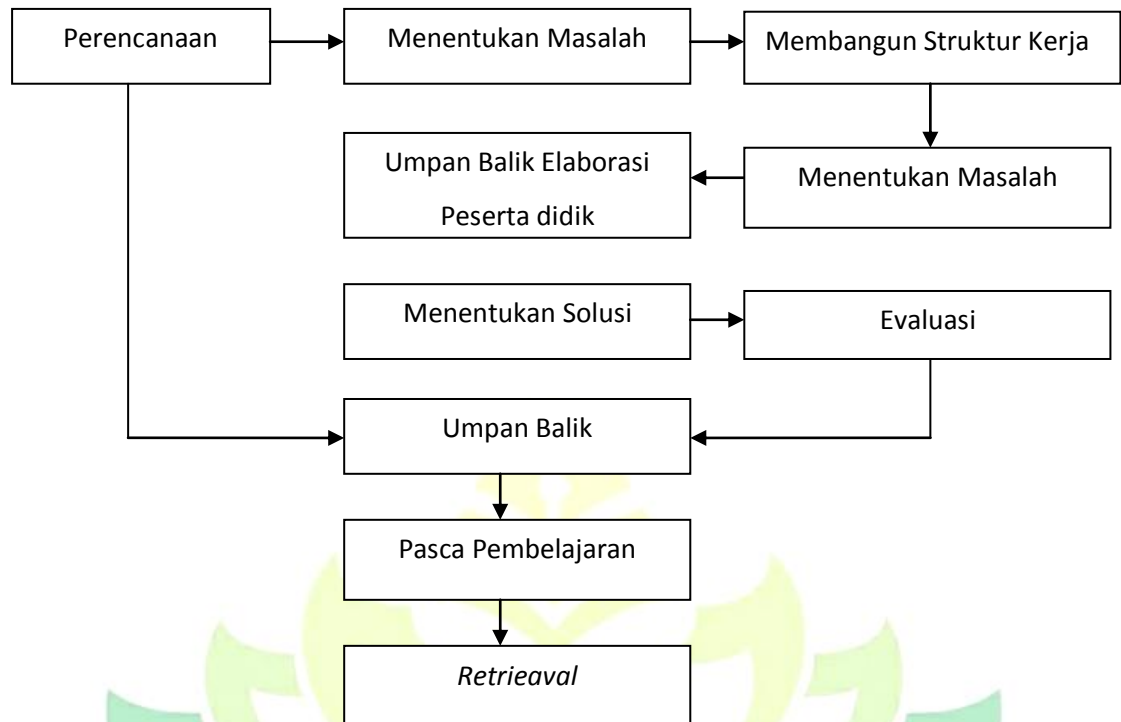 Perencanaan
Menentukan Masalah
Membangun Struktur Kerja
Umpan Balik Elaborasi
Peserta didik
Menentukan Masalah
Menentukan Solusi
Evaluasi
Umpan Balik
Pasca Pembelajaran
Retrieaval